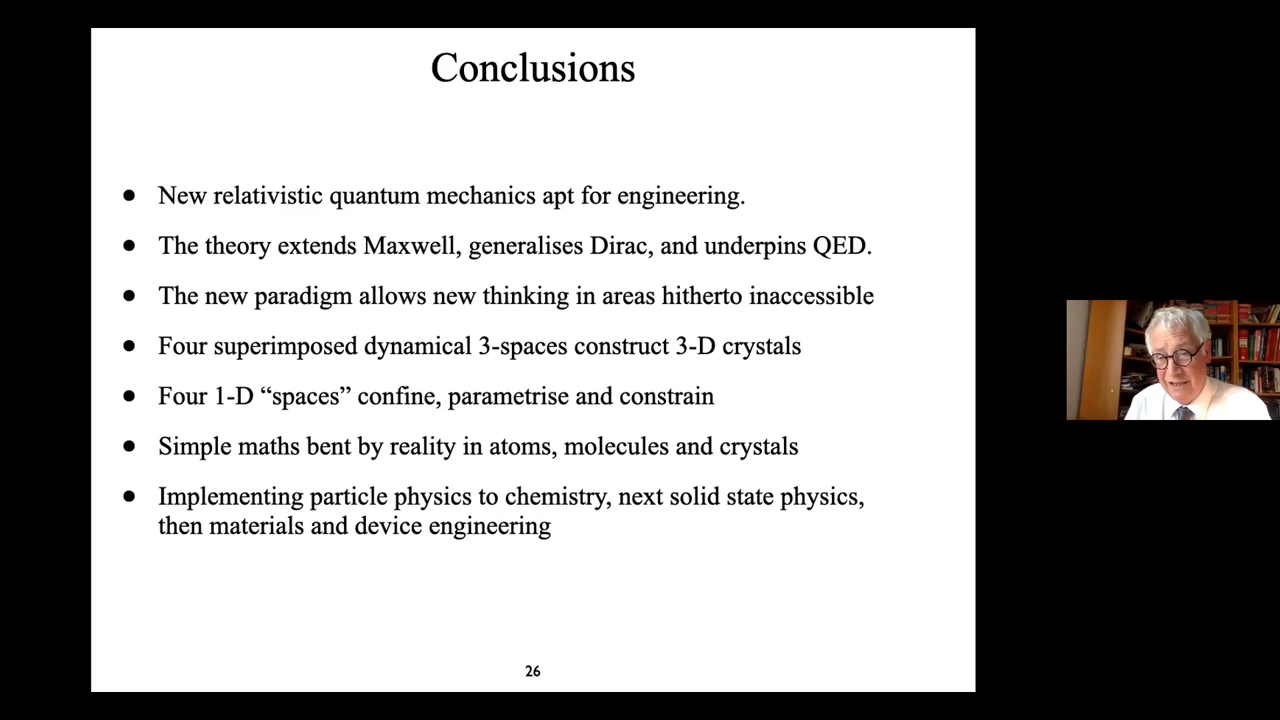 Conclusions
● New relativistic quantum mechanics apt for engineering.
● The theory extends Maxwell, generalises Dirac, and underpins QED.
● The new paradigm allows new thinking in areas hitherto inaccessible
● Four superimposed dynamical 3-spaces construct 3-D crystals
● Four 1-D “spaces” confine, parametrise and constrain
● Simple maths bent by reality in atoms, molecules and crystals
● Implementing particle physics to chemistry, next solid state physics,
then materials and device engineering
26